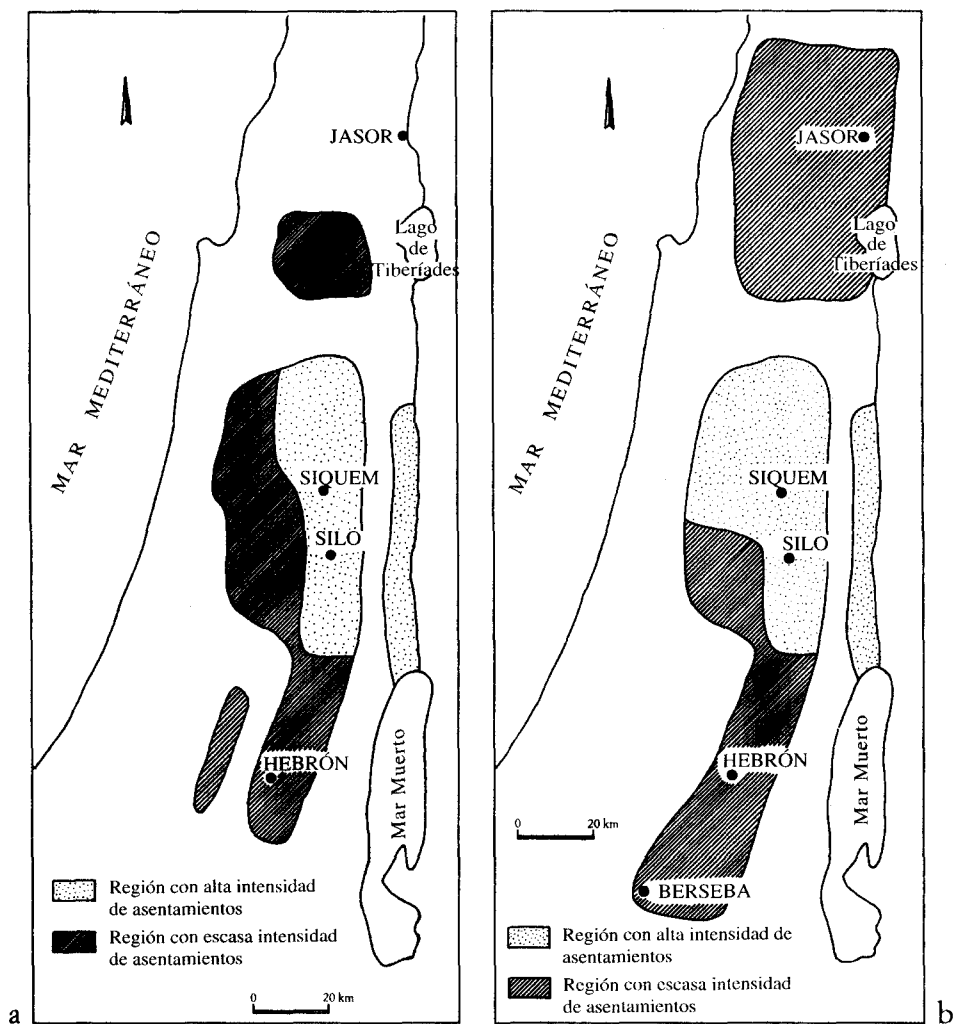 JASOR
Lago
de
Tiberíades
MAR MEDITERRÁNEO
SIQUEM
SILO
HEBRÓN
Mar Muerto
Región con alta intensidad
de asentamientos
Región con escasa intensidad
de asentamientos
0 20 km
a
JASOR
Lago
de
Tiberíades
MAR MEDITERRÁNEO
SIQUEM
SILO
HEBRÓN
Mar Muerto
0 20 km
BERSEBA
Región con alta intensidad de
asentamientos
Región con escasa intensidad
de asentamientos
b